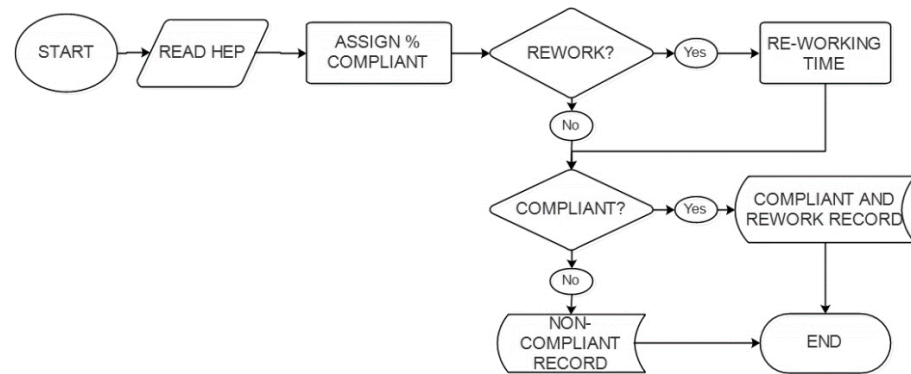 START
READ HEP
ASSIGN %
COMPLIANT
REWORK?
Yes
RE-WORKING
TIME
No
COMPLIANT?
Yes
COMPLIANT AND
REWORK RECORD
No
NON-
COMPLIANT
RECORD
END